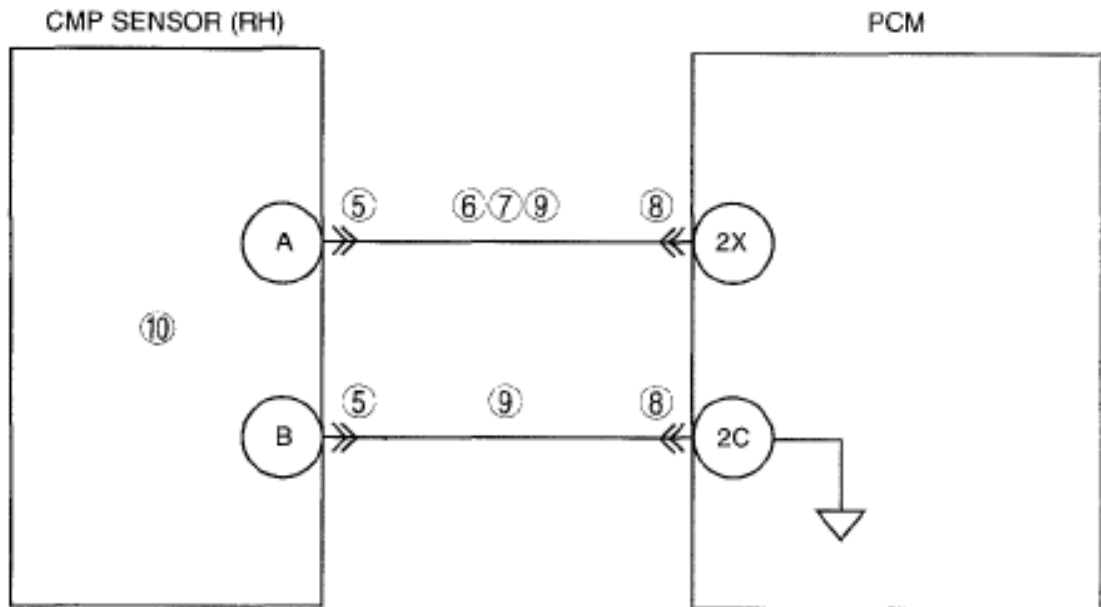 CMP SENSOR (RH) PCM
⑤ ⑥⑦⑨ ⑧
A 2X
⑩
⑤ ⑨ ⑧
B 2C